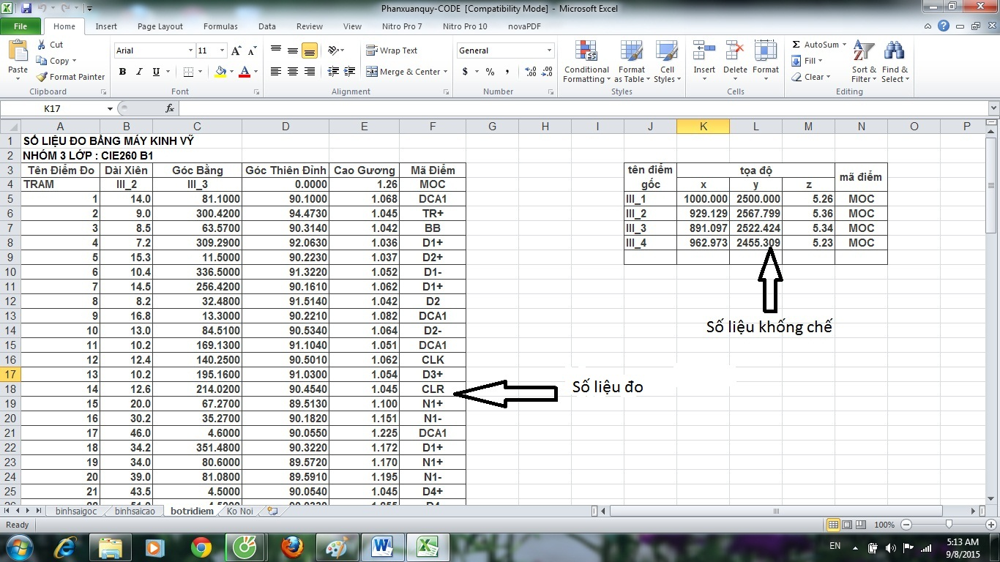 Phanxuanquy-CODE [Compatibility Mode] - Microsoft Excel
File Home Insert Page Layout Formulas Data Review View Nitro Pro 7 Nitro Pro 10 novaPDF
Paste Cut Copy Format Painter Clipboard
Arial 11 B I U Font
Wrap Text Merge & Center Alignment
General $ % , Number
Conditional Formatting Format as Table Cell Styles Styles
Insert Delete Format Cells
AutoSum Fill Clear Sort & Filter Find & Select Editing
K17 fx
A B C D E F G H I J K L M N O P
1 SỐ LIỆU ĐO BẰNG MÁY KINH VỸ
2 NHÓM 3 LỚP : CIE260 B1
3 Tên Điểm Đo Dài Xiên Góc Bằng Góc Thiên Đỉnh Cao Gương Mã Điểm
4 TRAM III_2 III_3 0.0000 1.26 MOC
5 1 14.0 81.1000 90.1000 1.068 DCA1
6 2 9.0 300.4200 94.4730 1.045 TR+
7 3 8.5 63.5700 90.3140 1.042 BB
8 4 7.2 309.2900 92.0630 1.036 D1+
9 5 15.3 11.5000 90.2230 1.037 D2+
10 6 10.4 336.5000 91.3220 1.052 D1-
11 7 14.5 256.4200 90.1610 1.062 D1+
12 8 8.2 32.4800 91.5140 1.042 D2
13 9 16.8 13.3000 90.2210 1.082 DCA1
14 10 13.0 84.5100 90.5340 1.064 D2-
15 11 10.2 169.1300 91.1040 1.051 DCA1
16 12 12.4 140.2500 90.5010 1.062 CLK
17 13 10.2 195.1600 91.0300 1.054 D3+
18 14 12.6 214.0200 90.4540 1.045 CLR
19 15 20.0 67.2700 89.5130 1.100 N1+
20 16 30.2 35.2700 90.1820 1.151 N1-
21 17 46.0 4.6000 90.0550 1.225 DCA1
22 18 34.2 351.4800 90.3220 1.172 D1+
23 19 34.0 80.6000 89.5720 1.170 N1+
24 20 39.0 81.0800 89.5910 1.195 N1-
25 21 43.5 4.5000 90.0540 1.045 D4+
tên điểm gốc tọa độ mã điểm
x y z
III_1 1000.000 2500.000 5.26 MOC
III_2 929.129 2567.799 5.36 MOC
III_3 891.097 2522.424 5.34 MOC
III_4 962.973 2455.309 5.23 MOC
Số liệu khống chế
Số liệu đo
binhsaigoc binhsaicao botridiem Ko Noi
Ready 100%
EN 5:13 AM
9/8/2015